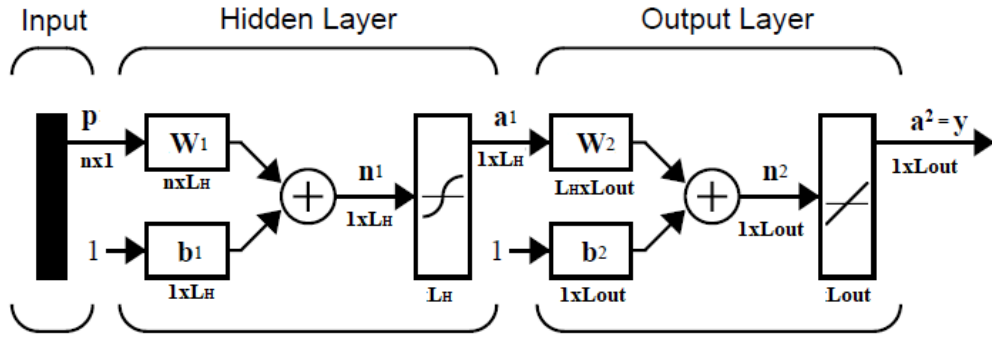 Input
Hidden Layer
Output Layer
p
nx1
W1
nxLH
1
b1
1xLH
n1
1xLH
LH
a1
1xLH
W2
LHxLout
1
b2
1xLout
n2
1xLout
Lout
a2 = y
1xLout